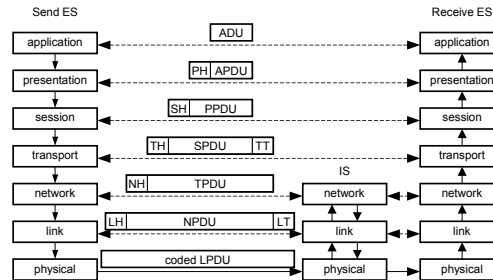 Send ES Receive ES
application ADU application
presentation PH APDU presentation
session SH PPDU session
transport TH SPDU TT transport
IS
network NH TPDU network network
link LH NPDU LT link link
physical coded LPDU physical physical